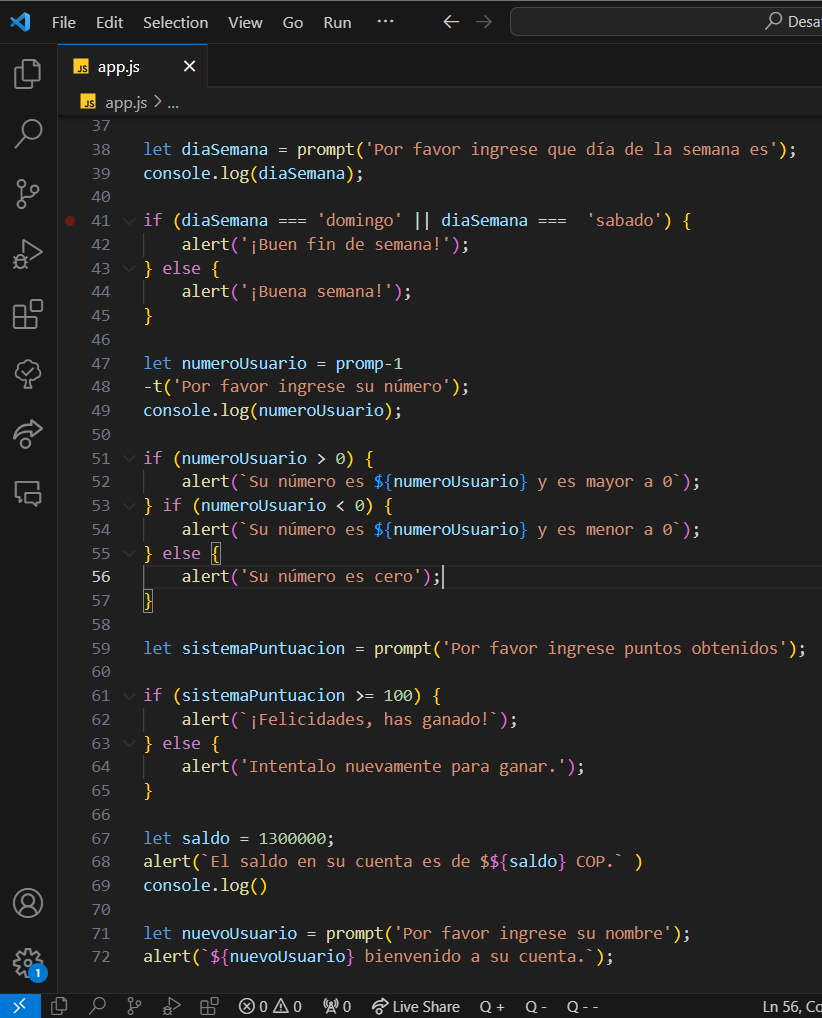 File Edit Selection View Go Run ··· Desa
JS app.js
JS app.js > ...
37
38 let diaSemana = prompt('Por favor ingrese que día de la semana es');
39 console.log(diaSemana);
40
41 if (diaSemana === 'domingo' || diaSemana ===  'sabado') {
42     alert('¡Buen fin de semana!');
43 } else {
44     alert('¡Buena semana!');
45 }
46
47 let numeroUsuario = promp-1
48 -t('Por favor ingrese su número');
49 console.log(numeroUsuario);
50
51 if (numeroUsuario > 0) {
52     alert(`Su número es ${numeroUsuario} y es mayor a 0`);
53 } if (numeroUsuario < 0) {
54     alert(`Su número es ${numeroUsuario} y es menor a 0`);
55 } else {
56     alert('Su número es cero');
57 }
58
59 let sistemaPuntuacion = prompt('Por favor ingrese puntos obtenidos');
60
61 if (sistemaPuntuacion >= 100) {
62     alert(`¡Felicidades, has ganado!`);
63 } else {
64     alert('Intentalo nuevamente para ganar.');
65 }
66
67 let saldo = 1300000;
68 alert(`El saldo en su cuenta es de $${saldo} COP.` )
69 console.log()
70
71 let nuevoUsuario = prompt('Por favor ingrese su nombre');
72 alert(`${nuevoUsuario} bienvenido a su cuenta.`);
1
0 0 0 Live Share Q + Q - Q - - Ln 56, Co